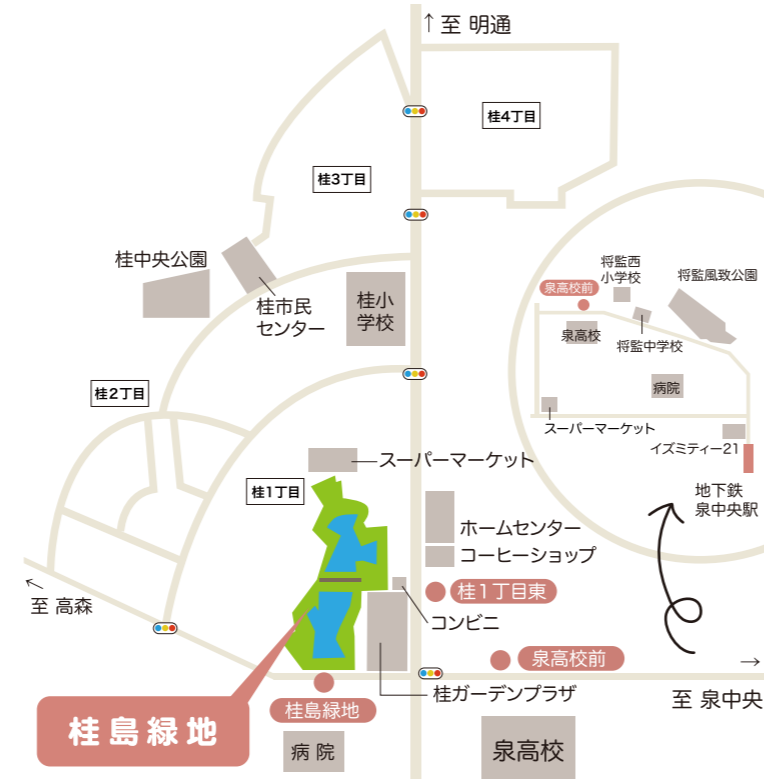 ↑至 明通
桂4丁目
桂3丁目
桂中央公園
桂市民
センター
桂小
学校
桂2丁目
将監西
小学校
将監風致公園
泉高校前
泉高校
将監中学校
病院
スーパーマーケット
イズミティー21
地下鉄
泉中央駅
スーパーマーケット
桂1丁目
ホームセンター
コーヒーショップ
桂1丁目東
コンビニ
←
至 高森
泉高校前
→
至 泉中央
桂ガーデンプラザ
桂島緑地
桂島緑地
病院
泉高校